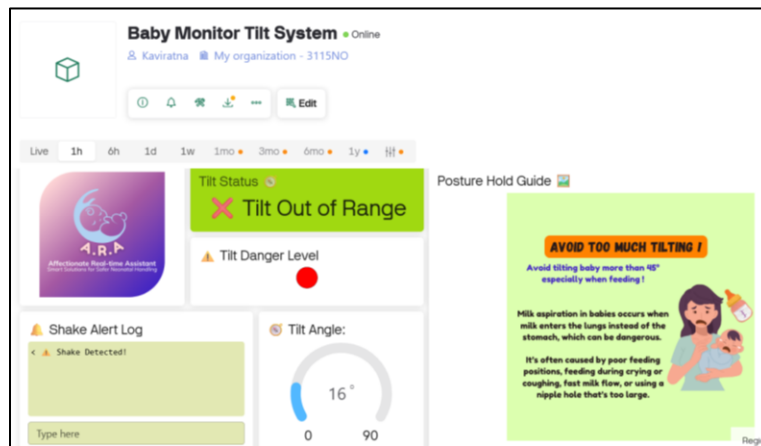 Baby Monitor Tilt System • Online
Kaviratna My organization - 3115NO
Edit
Live 1h 6h 1d 1w 1mo 3mo 6mo 1y
A.R.A
Affectionate Real-time Assistant
Smart Solutions for Safer Neonatal Handling
Tilt Status
❌ Tilt Out of Range
⚠️ Tilt Danger Level
Shake Alert Log
< ⚠️ Shake Detected!
Type here
Tilt Angle:
16°
0 90
Posture Hold Guide
AVOID TOO MUCH TILTING !
Avoid tilting baby more than 45°
especially when feeding !
Milk aspiration in babies occurs when
milk enters the lungs instead of the
stomach, which can be dangerous.
It's often caused by poor feeding
positions, feeding during crying or
coughing, fast milk flow, or using a
nipple hole that's too large.